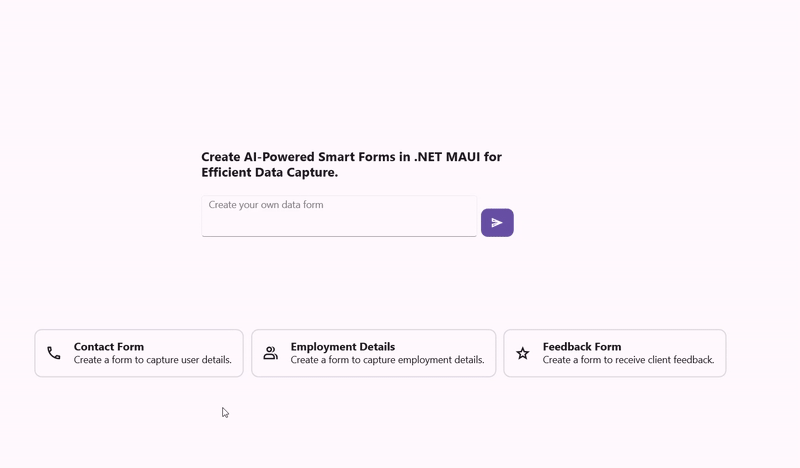 Create AI-Powered Smart Forms in .NET MAUI for
Efficient Data Capture.
Create your own data form
Contact Form
Create a form to capture user details.
Employment Details
Create a form to capture employment details.
Feedback Form
Create a form to receive client feedback.